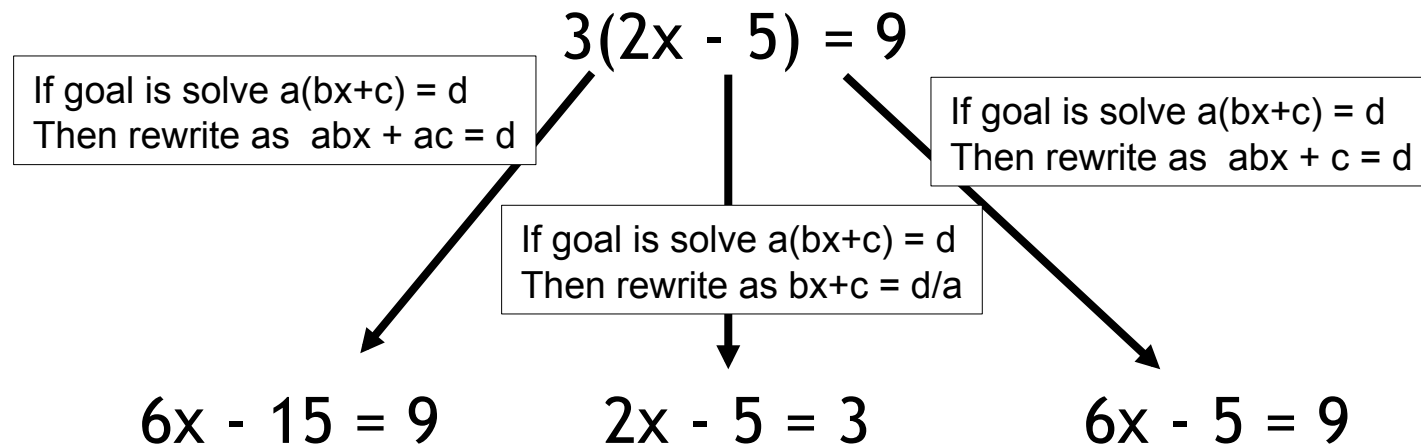 3(2x - 5) = 9
If goal is solve a(bx+c) = d
Then rewrite as abx + ac = d
If goal is solve a(bx+c) = d
Then rewrite as bx+c = d/a
If goal is solve a(bx+c) = d
Then rewrite as abx + c = d
6x - 15 = 9
2x - 5 = 3
6x - 5 = 9